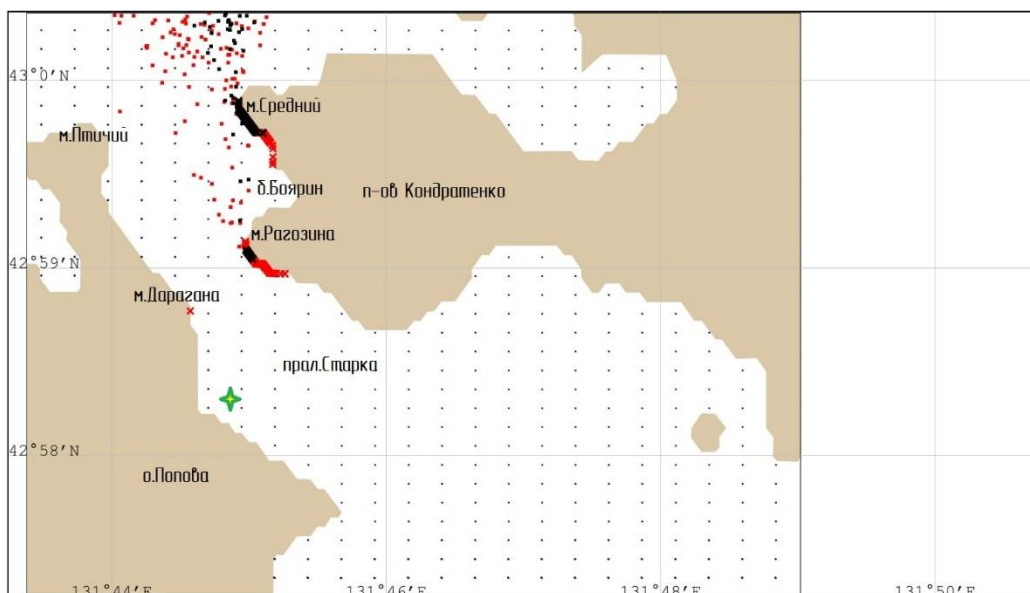 43°0′N
м.Средний
м.Птичий
б.Боярин
п-ов Кондратенко
м.Рагозина
42°59′N
м.Дарагана
прал.Старка
42°58′N
о.Попова
131°44′E 131°46′E 131°48′E 131°50′E